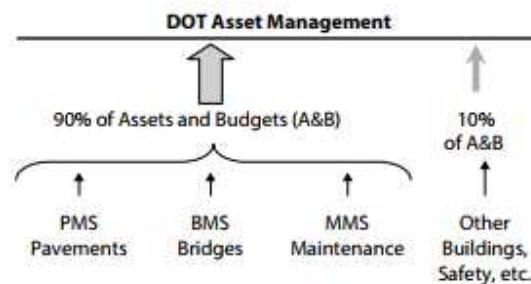 DOT Asset Management
90% of Assets and Budgets (A&B)
10%
of A&B
PMS
Pavements
BMS
Bridges
MMS
Maintenance
Other
Buildings,
Safety, etc.